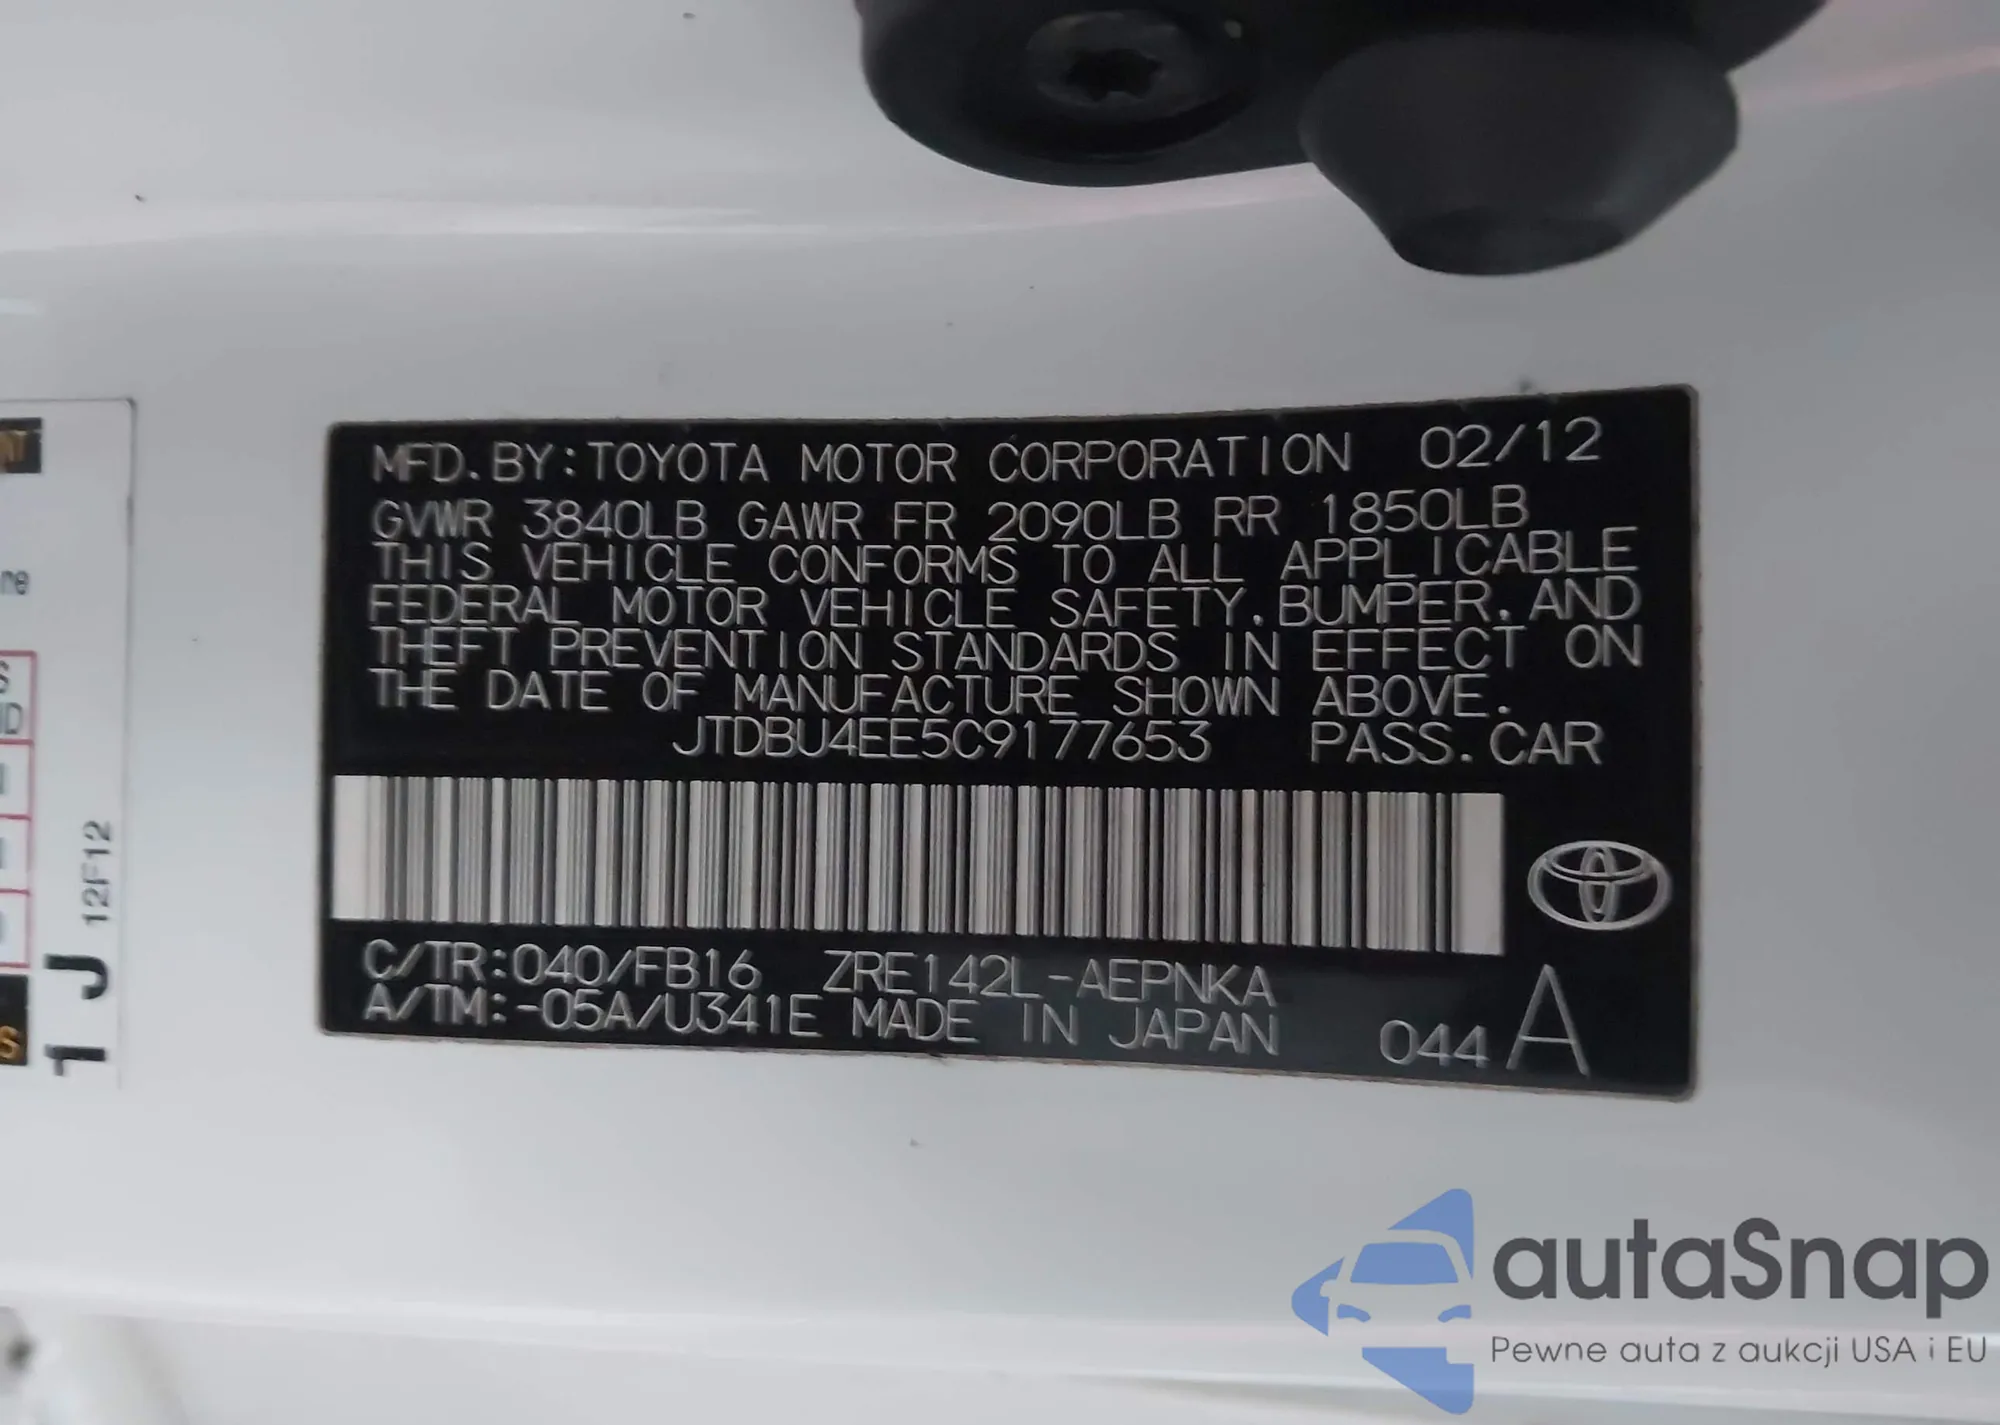 MFD. BY: TOYOTA MOTOR CORPORATION 02/12
GVWR 3840LB GAWR FR 2090LB RR 1850LB
THIS VEHICLE CONFORMS TO ALL APPLICABLE
FEDERAL MOTOR VEHICLE SAFETY. BUMPER. AND
THEFT PREVENTION STANDARDS IN EFFECT ON
THE DATE OF MANUFACTURE SHOWN ABOVE.
JTDBU4EE5C9177653 PASS. CAR
C/TR:040/FB16 ZRE142L-AEPNKA
A/TM:-05A/U341E MADE IN JAPAN 044 A
1 J 12F12
autaSnap
Pewne auta z aukcji USA i EU